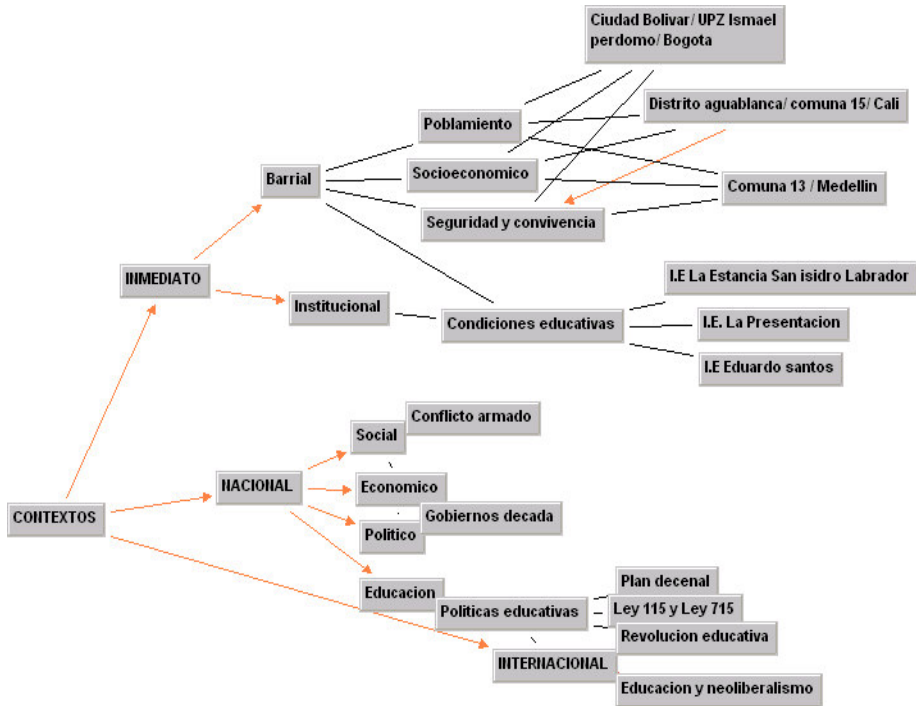 Ciudad Bolivar/ UPZ Ismael
perdomo/ Bogota
Distrito aguablanca/ comuna 15/ Cali
Poblamiento
Socioeconomico
Barrial
Comuna 13 / Medellin
Seguridad y convivencia
INMEDIATO
I.E La Estancia San isidro Labrador
Institucional
Condiciones educativas
I.E. La Presentacion
I.E Eduardo santos
Conflicto armado
Social
NACIONAL
Economico
CONTEXTOS
Gobiernos decada
Politico
Educacion
Plan decenal
Politicas educativas
Ley 115 y Ley 715
Revolucion educativa
INTERNACIONAL
Educacion y neoliberalismo